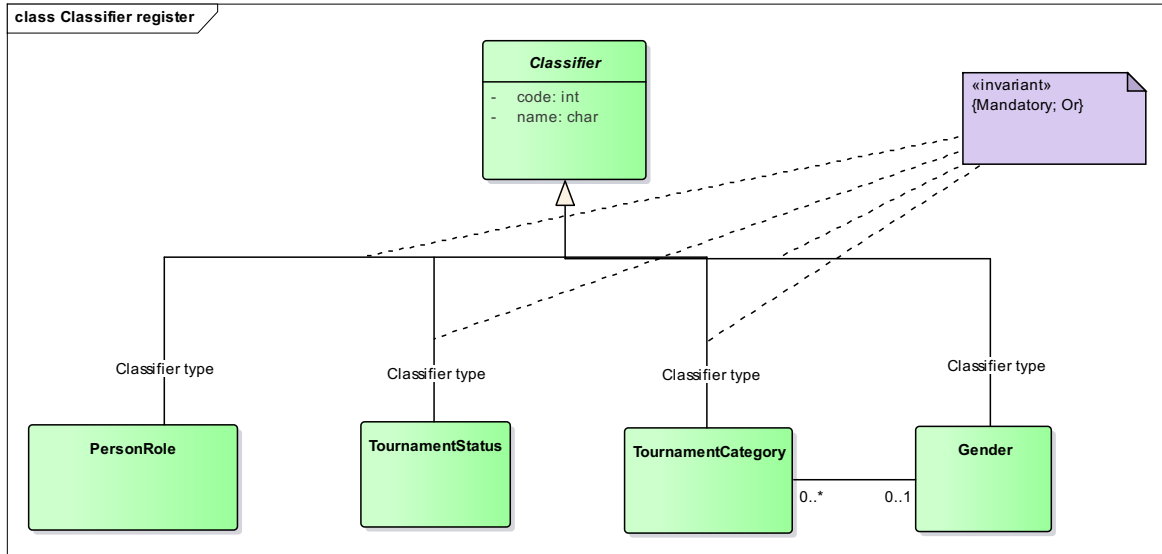 class Classifier register
Classifier
- code: int
- name: char
«invariant»
{Mandatory; Or}
Classifier type
Classifier type
Classifier type
Classifier type
PersonRole
TournamentStatus
TournamentCategory
Gender
0..*
0..1